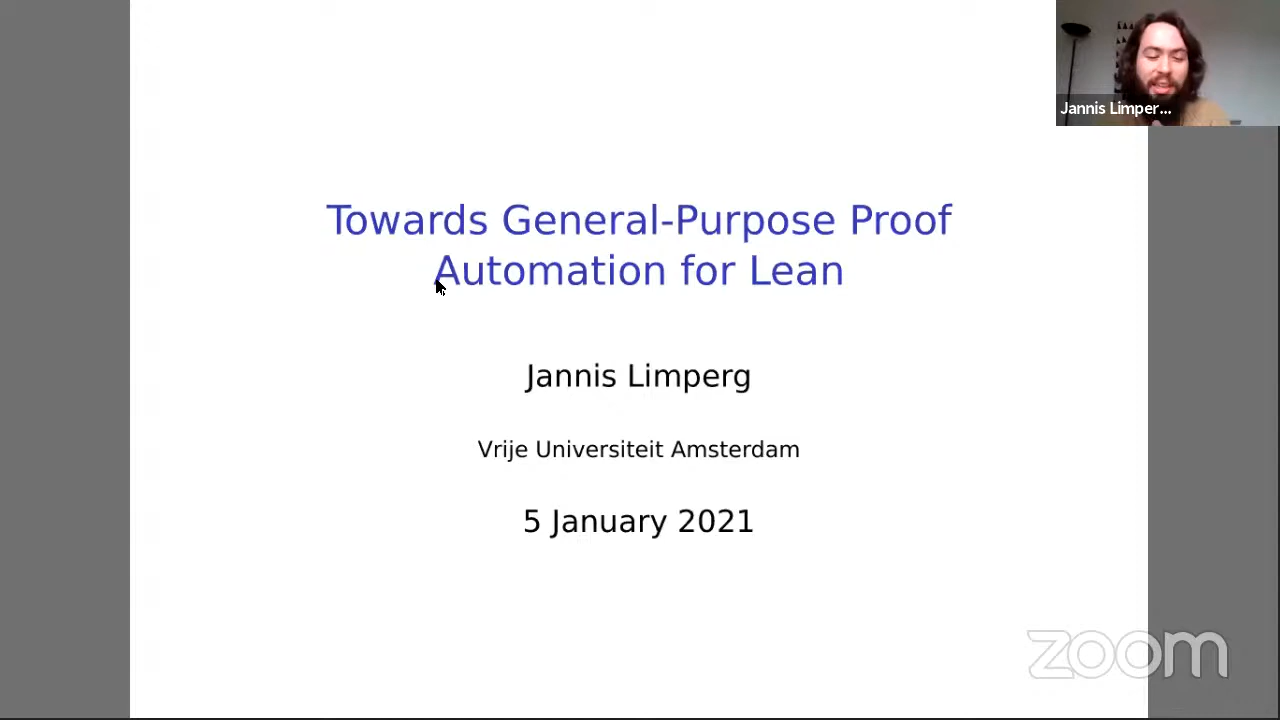 Towards General-Purpose Proof
Automation for Lean
Jannis Limperg
Vrije Universiteit Amsterdam
5 January 2021
Jannis Limper...
zoom